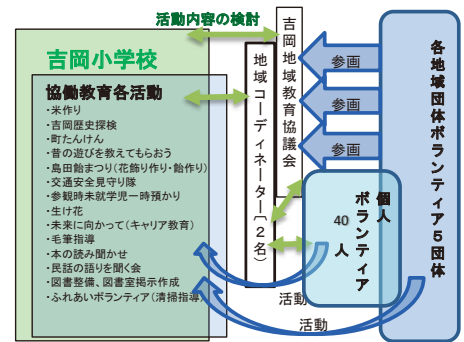 活動内容の検討
吉岡小学校
協働教育各活動
・米作り
・吉岡歴史探検
・町たんけん
・昔の遊びを教えてもらおう
・島田飴まつり(花飾り作り・飴作り)
・交通安全見守り隊
・参観時未就学児一時預かり
・生け花
・未来に向かって(キャリア教育)
・毛筆指導
・本の読み聞かせ
・民話の語りを聞く会
・図書整備、図書室掲示作成
・ふれあいボランティア(清掃指導)
地域コーディネーター(2名)
吉岡地域教育協議会
参画
参画
参画
個人
ボランティア
40人
各地域団体ボランティア5団体
活動
活動